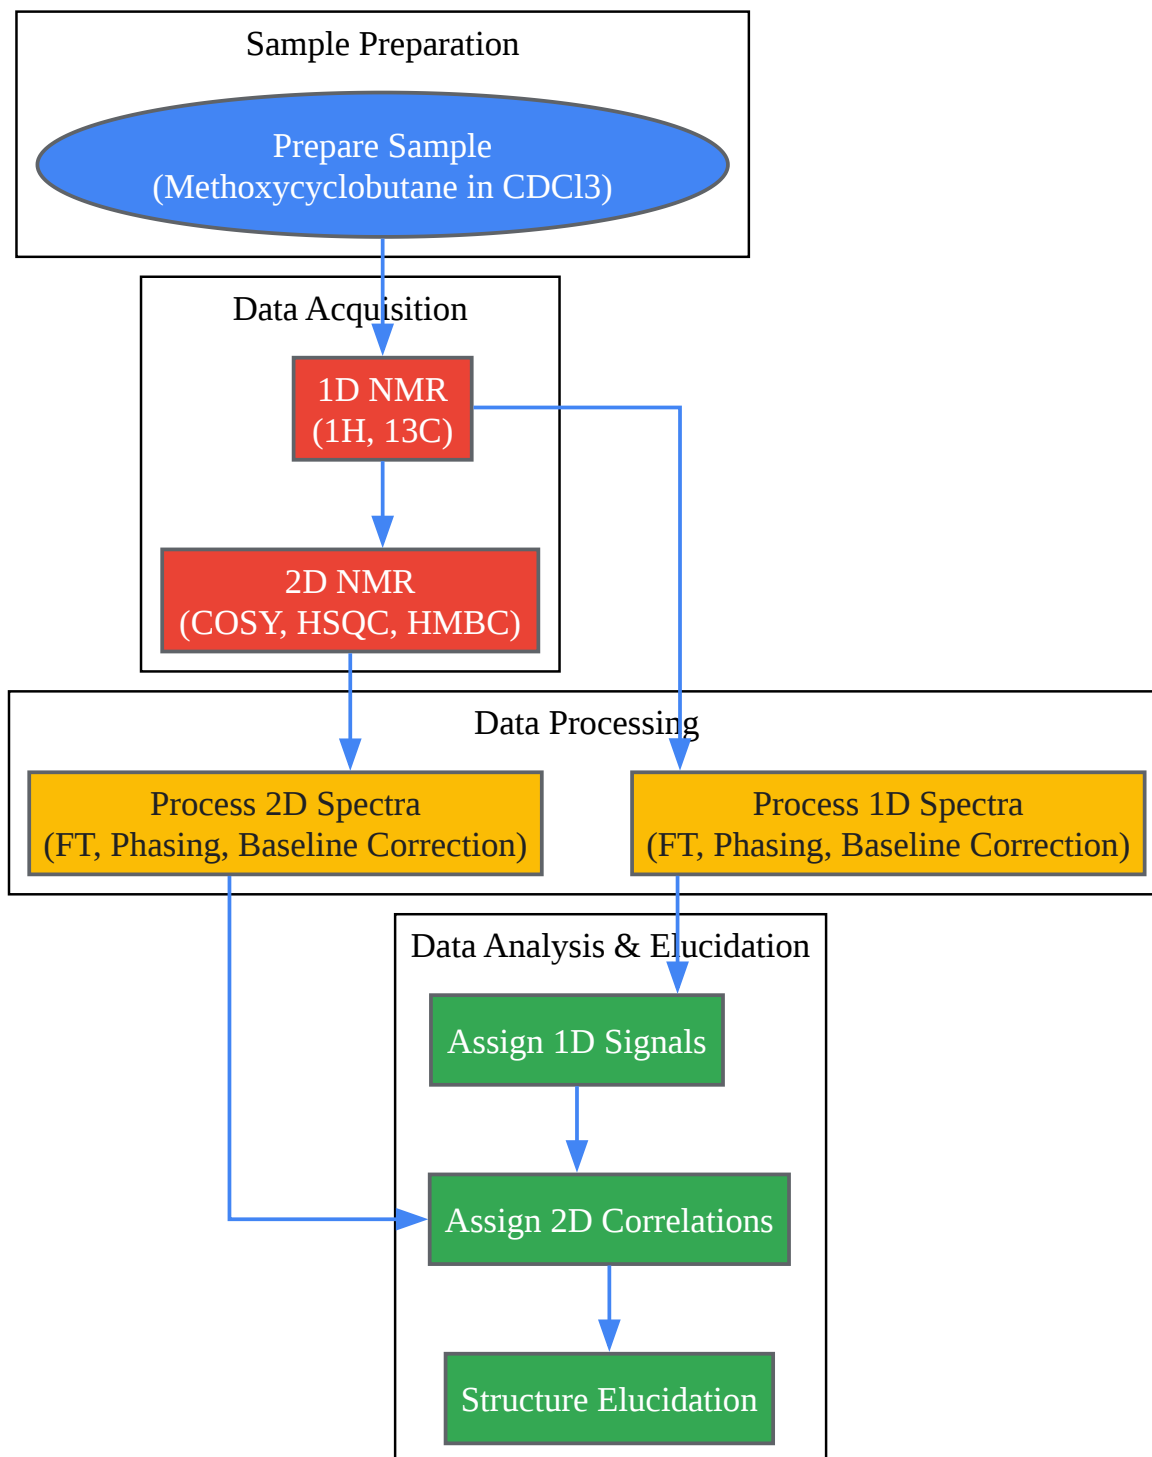 Sample Preparation
Prepare Sample
(Methoxycyclobutane in CDCl3)
Data Acquisition
1D NMR
(1H, 13C)
2D NMR
(COSY, HSQC, HMBC)
Data Processing
Process 2D Spectra
(FT, Phasing, Baseline Correction)
Process 1D Spectra
(FT, Phasing, Baseline Correction)
Data Analysis & Elucidation
Assign 1D Signals
Assign 2D Correlations
Structure Elucidation